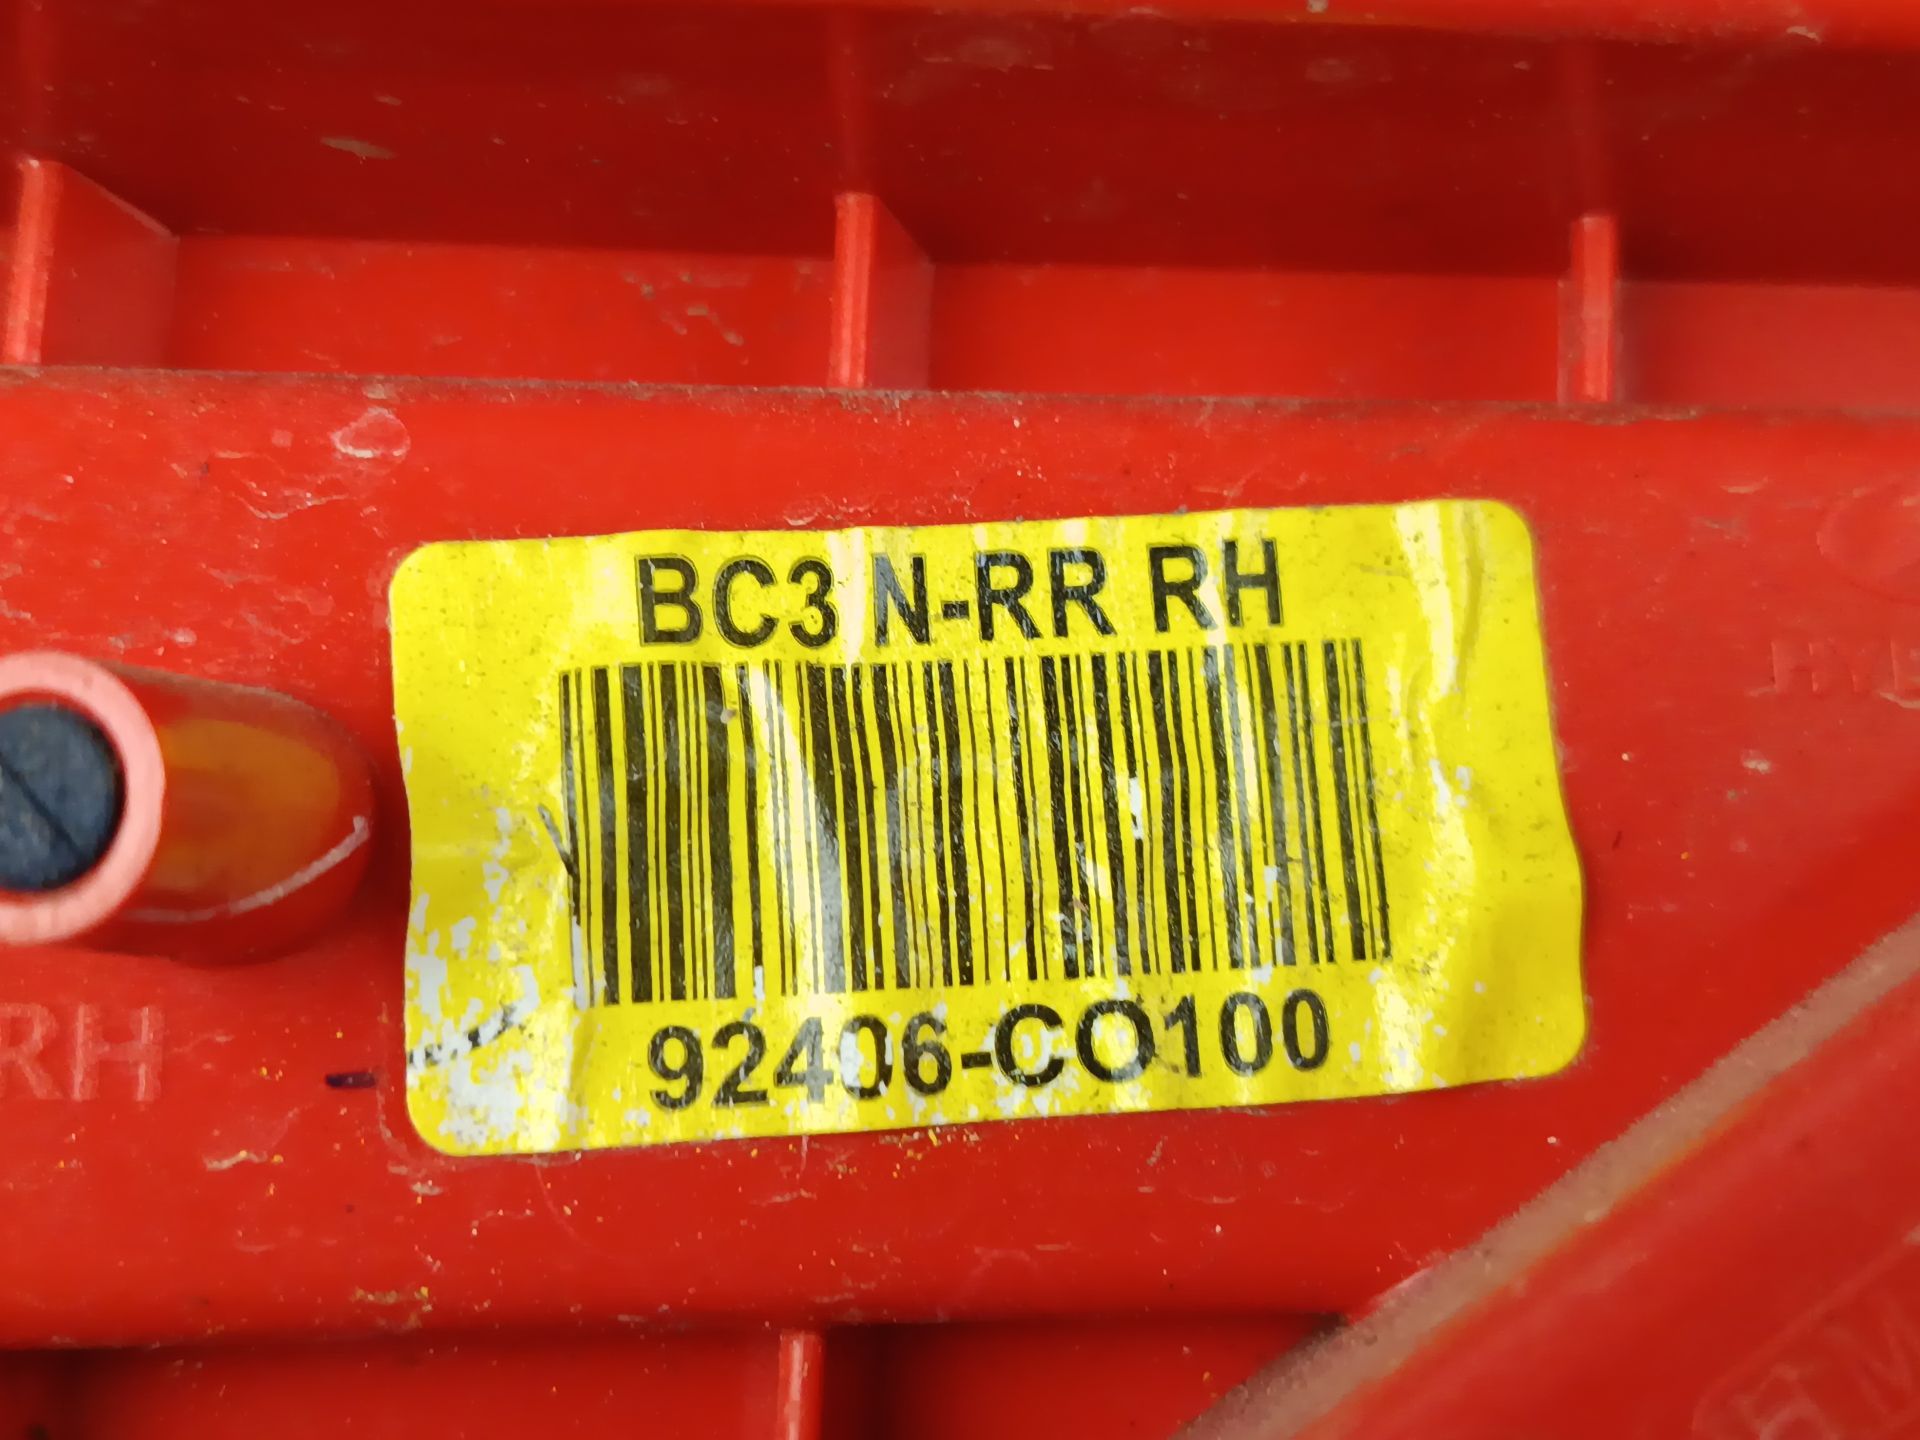 BC3 N-RR RH
92406-CO100
RH